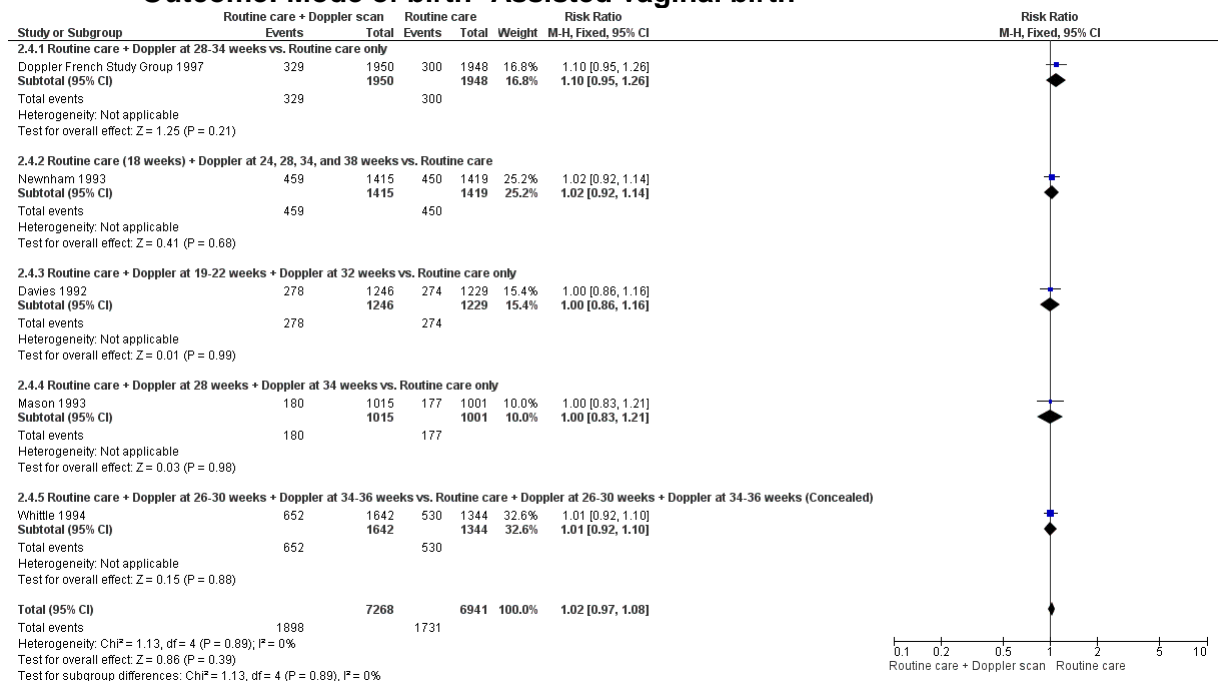 Outcome: Mode of birth- Assisted vaginal birth
Routine care + Doppler scan Routine care Risk Ratio Risk Ratio
Study or Subgroup Events Total Events Total Weight M-H, Fixed, 95% CI M-H, Fixed, 95% CI
2.4.1 Routine care + Doppler at 28-34 weeks vs. Routine care only
Doppler French Study Group 1997 329 1950 300 1948 16.8% 1.10 [0.95, 1.26]
Subtotal (95% CI) 1950 1948 16.8% 1.10 [0.95, 1.26]
Total events 329 300
Heterogeneity: Not applicable
Test for overall effect: Z = 1.25 (P = 0.21)
2.4.2 Routine care (18 weeks) + Doppler at 24, 28, 34, and 38 weeks vs. Routine care
Newnham 1993 459 1415 450 1419 25.2% 1.02 [0.92, 1.14]
Subtotal (95% CI) 1415 1419 25.2% 1.02 [0.92, 1.14]
Total events 459 450
Heterogeneity: Not applicable
Test for overall effect: Z = 0.41 (P = 0.68)
2.4.3 Routine care + Doppler at 19-22 weeks + Doppler at 32 weeks vs. Routine care only
Davies 1992 278 1246 274 1229 15.4% 1.00 [0.86, 1.16]
Subtotal (95% CI) 1246 1229 15.4% 1.00 [0.86, 1.16]
Total events 278 274
Heterogeneity: Not applicable
Test for overall effect: Z = 0.01 (P = 0.99)
2.4.4 Routine care + Doppler at 28 weeks + Doppler at 34 weeks vs. Routine care only
Mason 1993 180 1015 177 1001 10.0% 1.00 [0.83, 1.21]
Subtotal (95% CI) 1015 1001 10.0% 1.00 [0.83, 1.21]
Total events 180 177
Heterogeneity: Not applicable
Test for overall effect: Z = 0.03 (P = 0.98)
2.4.5 Routine care + Doppler at 26-30 weeks + Doppler at 34-36 weeks vs. Routine care + Doppler at 26-30 weeks + Doppler at 34-36 weeks (Concealed)
Whittle 1994 652 1642 530 1344 32.6% 1.01 [0.92, 1.10]
Subtotal (95% CI) 1642 1344 32.6% 1.01 [0.92, 1.10]
Total events 652 530
Heterogeneity: Not applicable
Test for overall effect: Z = 0.15 (P = 0.88)
Total (95% CI) 7268 6941 100.0% 1.02 [0.97, 1.08]
Total events 1898 1731
Heterogeneity: Chi² = 1.13, df = 4 (P = 0.89); I² = 0%
Test for overall effect: Z = 0.86 (P = 0.39)
Test for subgroup differences: Chi² = 1.13, df = 4 (P = 0.89), I² = 0%
0.1 0.2 0.5 1 2 5 10
Routine care + Doppler scan Routine care